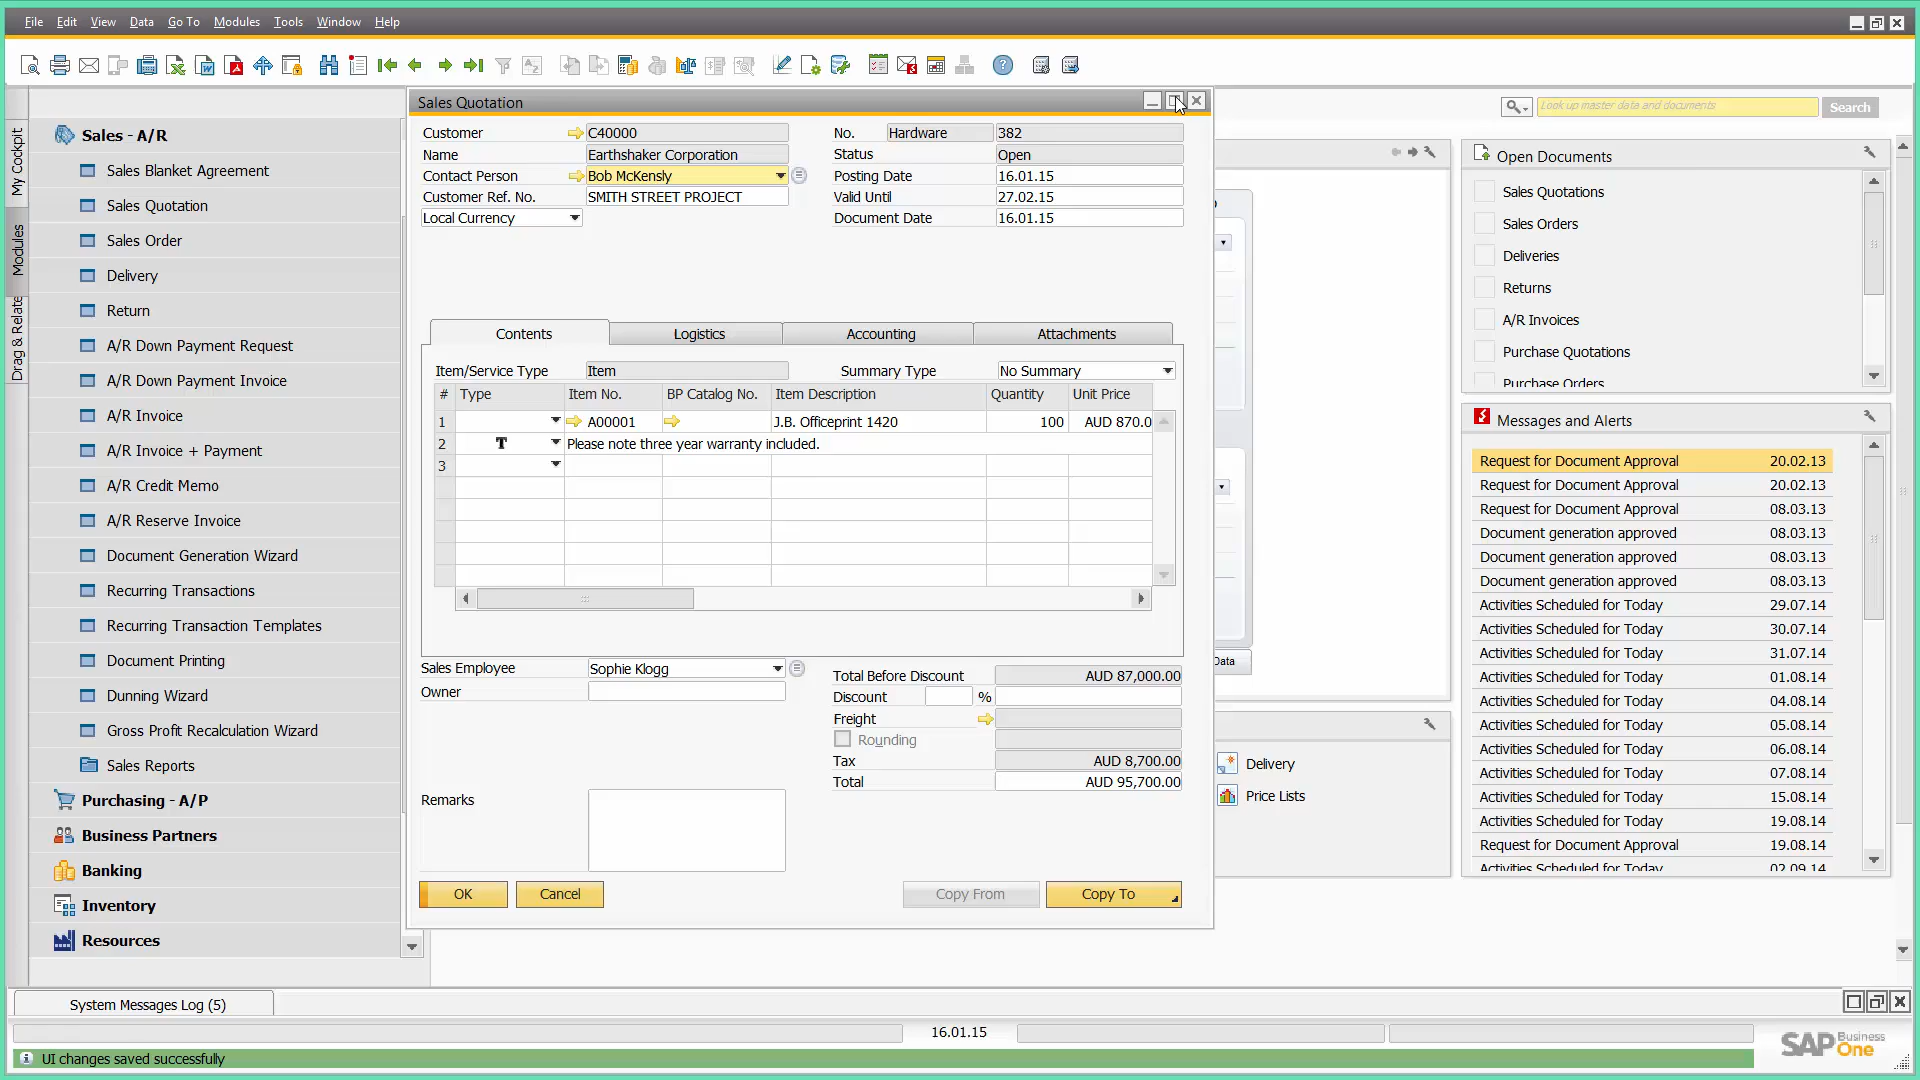 File Edit View Data Go To Modules Tools Window Help
Sales Quotation
Look up master data and documents Search
My Cockpit
Modules
Drag & Relate
Sales - A/R
Sales Blanket Agreement
Sales Quotation
Sales Order
Delivery
Return
A/R Down Payment Request
A/R Down Payment Invoice
A/R Invoice
A/R Invoice + Payment
A/R Credit Memo
A/R Reserve Invoice
Document Generation Wizard
Recurring Transactions
Recurring Transaction Templates
Document Printing
Dunning Wizard
Gross Profit Recalculation Wizard
Sales Reports
Purchasing - A/P
Business Partners
Banking
Inventory
Resources
Customer C40000
Name Earthshaker Corporation
Contact Person Bob McKensly
Customer Ref. No. SMITH STREET PROJECT
Local Currency
No. Hardware 382
Status Open
Posting Date 16.01.15
Valid Until 27.02.15
Document Date 16.01.15
Contents Logistics Accounting Attachments
Item/Service Type Item Summary Type No Summary
# Type Item No. BP Catalog No. Item Description Quantity Unit Price
1 A00001 J.B. Officeprint 1420 100 AUD 870.0
2 T Please note three year warranty included.
3
Sales Employee Sophie Klogg
Owner
Remarks
Total Before Discount AUD 87,000.00
Discount %
Freight
Rounding
Tax AUD 8,700.00
Total AUD 95,700.00
OK Cancel Copy From Copy To
Data
Delivery
Price Lists
Open Documents
Sales Quotations
Sales Orders
Deliveries
Returns
A/R Invoices
Purchase Quotations
Purchase Orders
Messages and Alerts
Request for Document Approval 20.02.13
Request for Document Approval 20.02.13
Request for Document Approval 08.03.13
Document generation approved 08.03.13
Document generation approved 08.03.13
Document generation approved 08.03.13
Activities Scheduled for Today 29.07.14
Activities Scheduled for Today 30.07.14
Activities Scheduled for Today 31.07.14
Activities Scheduled for Today 01.08.14
Activities Scheduled for Today 04.08.14
Activities Scheduled for Today 05.08.14
Activities Scheduled for Today 06.08.14
Activities Scheduled for Today 07.08.14
Activities Scheduled for Today 15.08.14
Activities Scheduled for Today 19.08.14
Request for Document Approval 19.08.14
Activities Scheduled for Today 02.09.14
System Messages Log (5)
16.01.15
UI changes saved successfully
SAP Business One